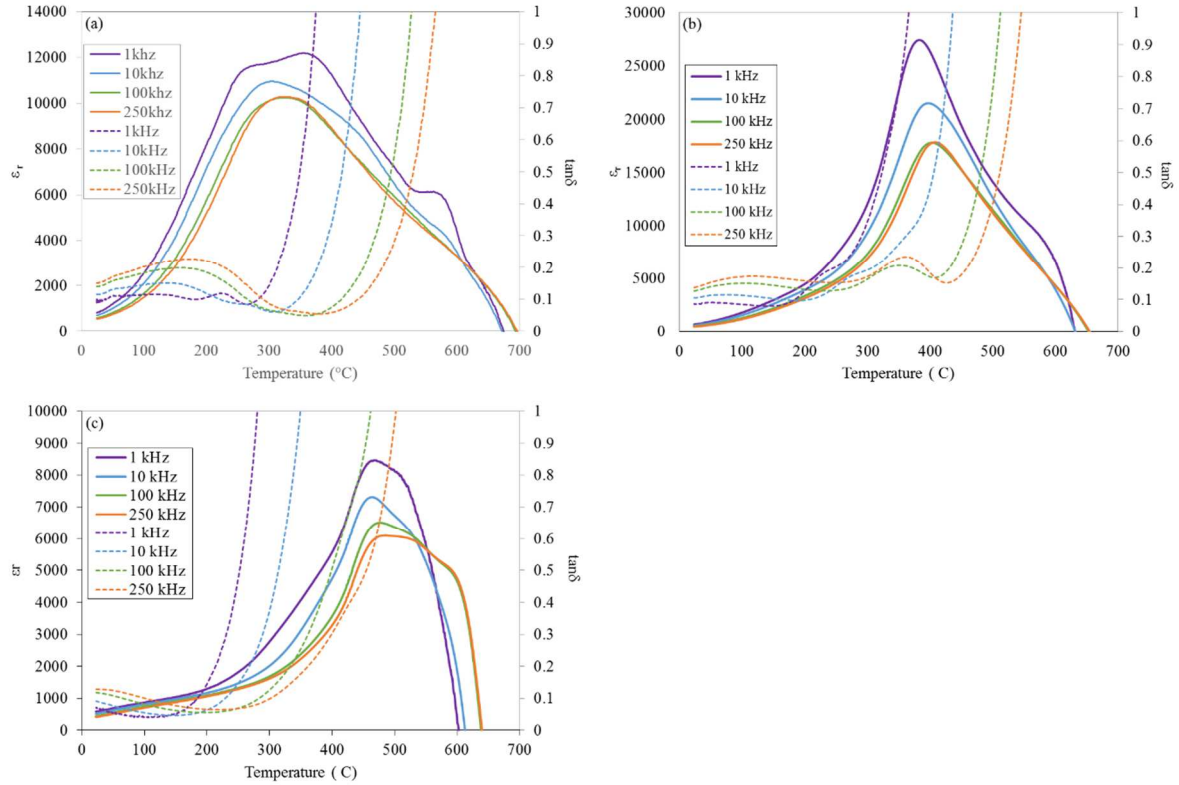 (a)
14000
12000
10000
8000
6000
4000
2000
0
εr
1khz
10khz
100khz
250khz
1kHz
10kHz
100kHz
250kHz
1
0.9
0.8
0.7
0.6
0.5
0.4
0.3
0.2
0.1
0
tanδ
0 100 200 300 400 500 600 700
Temperature (°C)
(b)
30000
25000
20000
15000
10000
5000
0
εr
1 kHz
10 kHz
100 kHz
250 kHz
1 kHz
10 kHz
100 kHz
250 kHz
1
0.9
0.8
0.7
0.6
0.5
0.4
0.3
0.2
0.1
0
tanδ
0 100 200 300 400 500 600 700
Temperature ( C)
(c)
10000
9000
8000
7000
6000
5000
4000
3000
2000
1000
0
εr
1 kHz
10 kHz
100 kHz
250 kHz
1 kHz
10 kHz
100 kHz
250 kHz
1
0.9
0.8
0.7
0.6
0.5
0.4
0.3
0.2
0.1
0
tanδ
0 100 200 300 400 500 600 700
Temperature ( C)